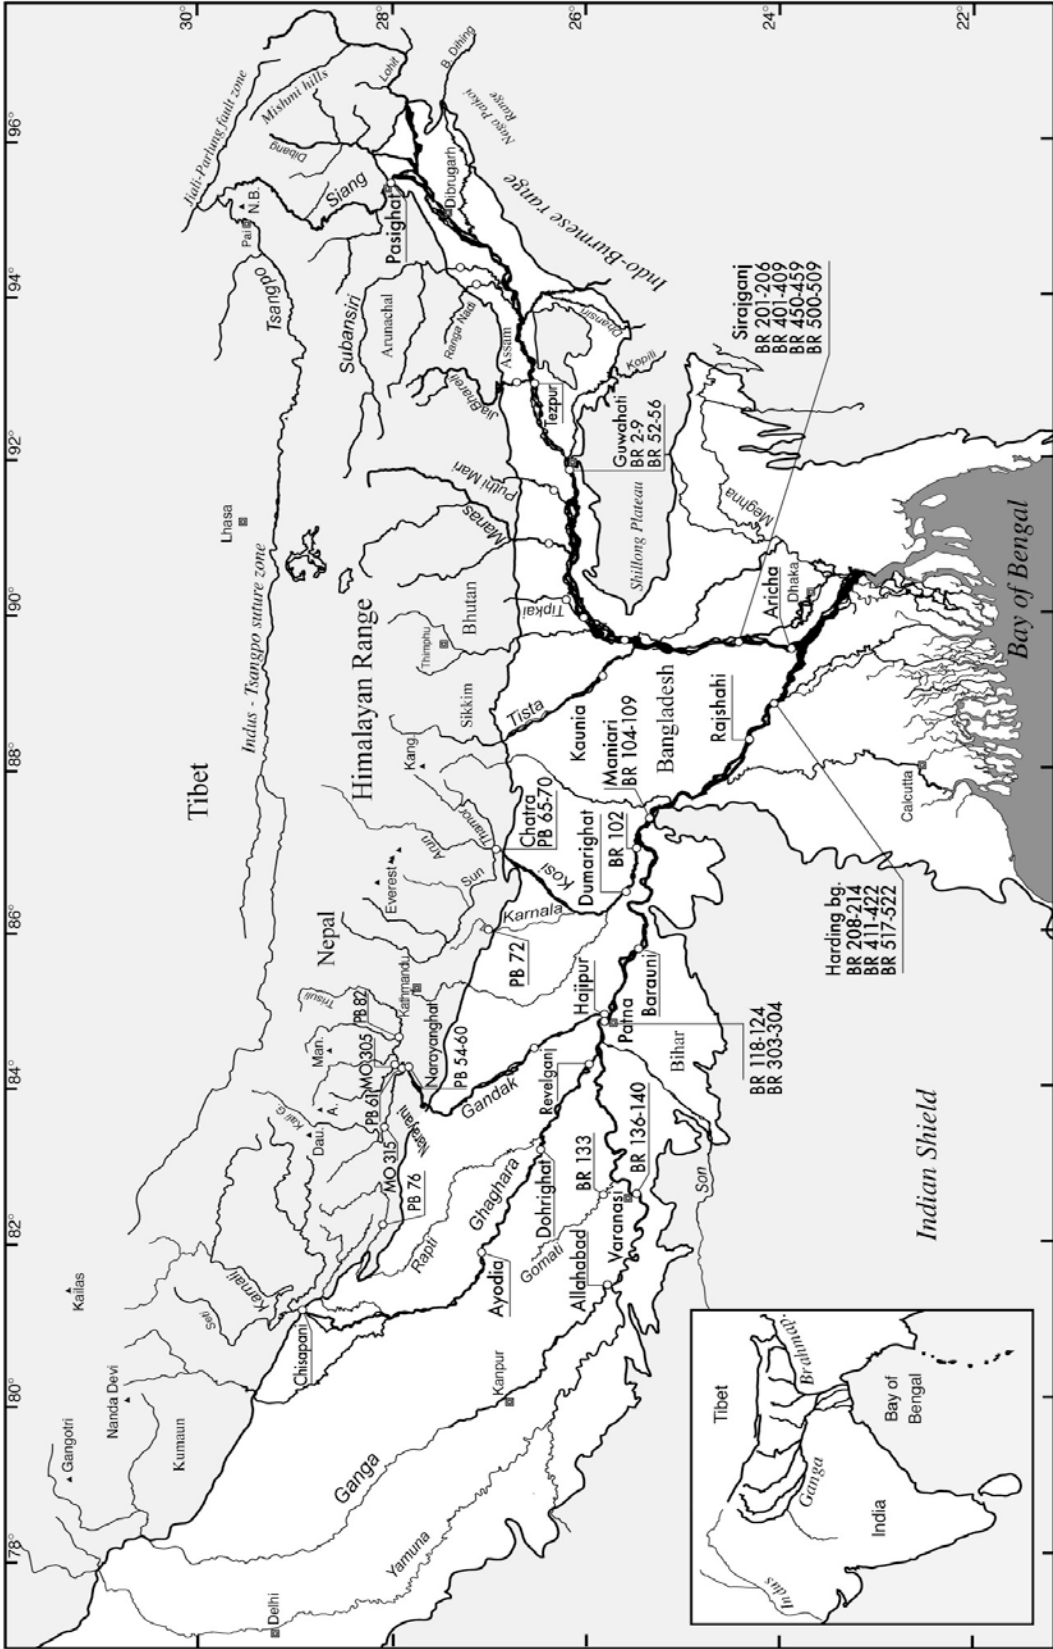 78°
80°
82°
84°
86°
88°
90°
92°
94°
96°
30°
28°
26°
24°
22°
Gangotri
Nanda Devi
Kumaun
Kailas
Tibet
Lhasa
Indus - Tsangpo suture zone
Tsangpo
Pai
N.B.
Jiali-Parlung fault zone
Mishmi hills
Dibang
Lohit
B. Dihing
Naga Patkoi
Range
Siang
Pasighat
Dibrugarh
Indo-Burmese range
Subansiri
Arunachal
Ranga Nadi
Assam
Jia Bhareli
Tezpur
Dhansiri
Kopili
Puthi Mari
Manas
Bhutan
Thimphu
Tipkai
Guwahati
BR 2-9
BR 52-56
Shillong Plateau
Meghna
Himalayan Range
Sikkim
Kang.
Tista
Kaunia
Bangladesh
Nepal
Everest
Arun
Thamor
Sun
Chatra
PB 65-70
Kosi
Karnala
PB 72
Trisuli
Kathmandu
PB 82
Man.
MO 305
PB 61
Narayanghat
PB 54-60
Kali G.
A.
Dau.
Narayani
MO 315
PB 76
Gandak
Seti
Karnali
Chisapani
Rapti
Ghaghara
Ayodia
Dohrighat
Revelganj
Hajipur
Patna
BR 118-124
BR 303-304
Barauni
Bihar
Dumarighat
BR 102
Maniari
BR 104-109
Rajshahi
Aricha
Dhaka
Sirajganj
BR 201-206
BR 401-409
BR 450-459
BR 500-509
Harding bg.
BR 208-214
BR 411-422
BR 517-522
Calcutta
Bay of Bengal
Delhi
Yamuna
Ganga
Kanpur
Allahabad
Gomati
BR 133
Varanasi
BR 136-140
Son
Indian Shield
Tibet
Brahmap.
Ganga
Indus
India
Bay of
Bengal